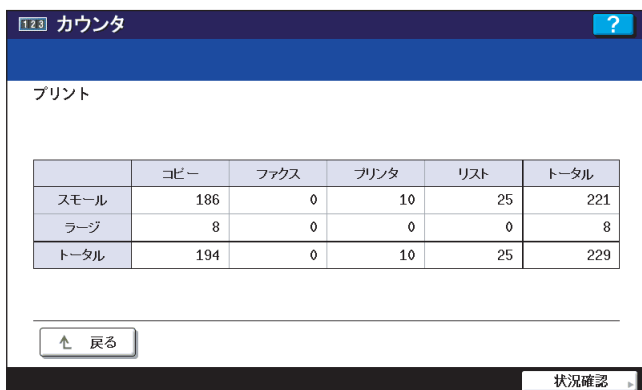 123 カウンタ ?
プリント
コピー ファクス プリンタ リスト トータル
スモール 186 0 10 25 221
ラージ 8 0 0 0 8
トータル 194 0 10 25 229
戻る
状況確認